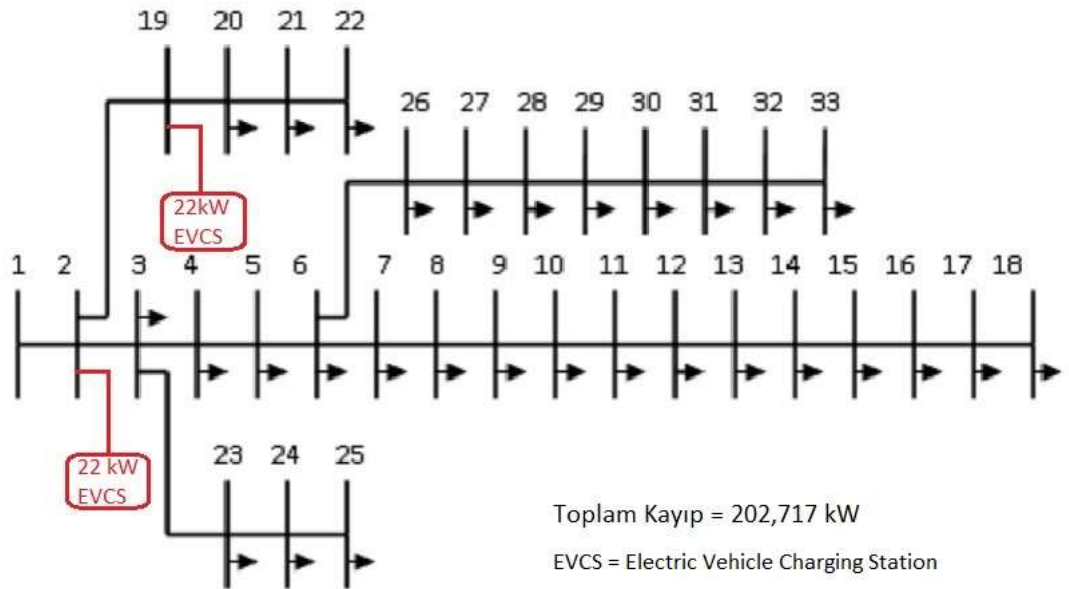 19 20 21 22
26 27 28 29 30 31 32 33
22kW
EVCS
1 2 3 4 5 6 7 8 9 10 11 12 13 14 15 16 17 18
22 kW
EVCS
23 24 25
Toplam Kayıp = 202,717 kW
EVCS = Electric Vehicle Charging Station